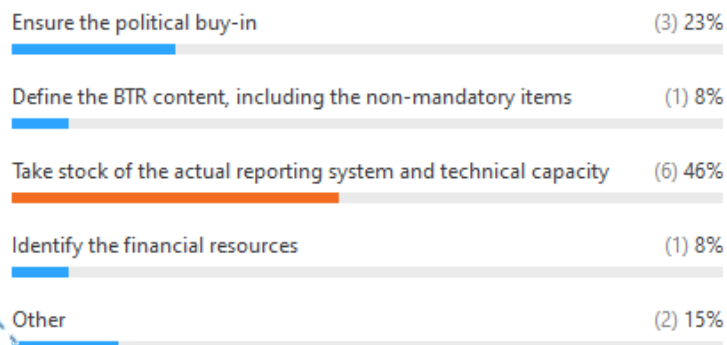 Ensure the political buy-in (3) 23%
Define the BTR content, including the non-mandatory items (1) 8%
Take stock of the actual reporting system and technical capacity (6) 46%
Identify the financial resources (1) 8%
Other (2) 15%